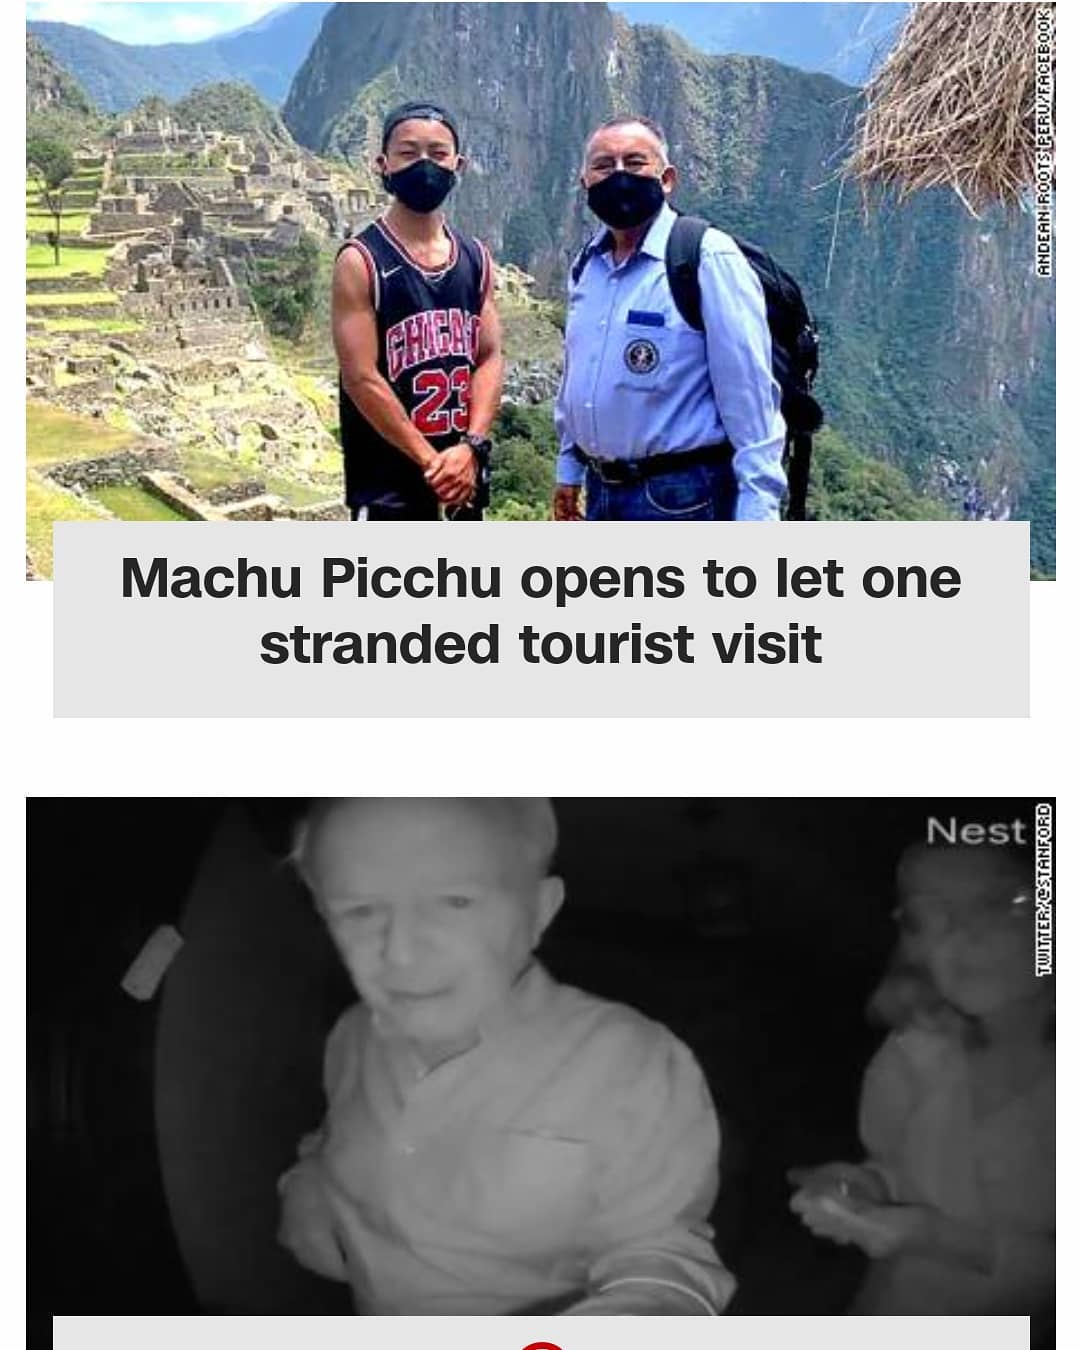 ANDEAN ROOTS PERU/FACEBOOK
CHICAGO
23
Machu Picchu opens to let one
stranded tourist visit
Nest
TWITTER/@STANFORD